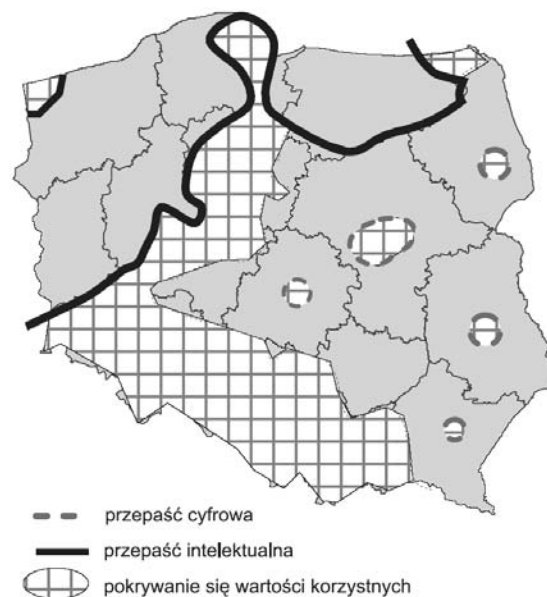 przepaść cyfrowa
przepaść intelektualna
pokrywanie się wartości korzystnych